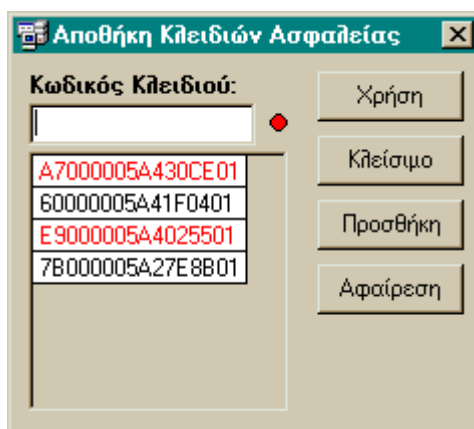 Αποθήκη Κλειδιών Ασφαλείας
Κωδικός Κλειδιού:
A7000005A430CE01
60000005A41F0401
E9000005A4025501
7B000005A27E8B01
Χρήση
Κλείσιμο
Προσθήκη
Αφαίρεση